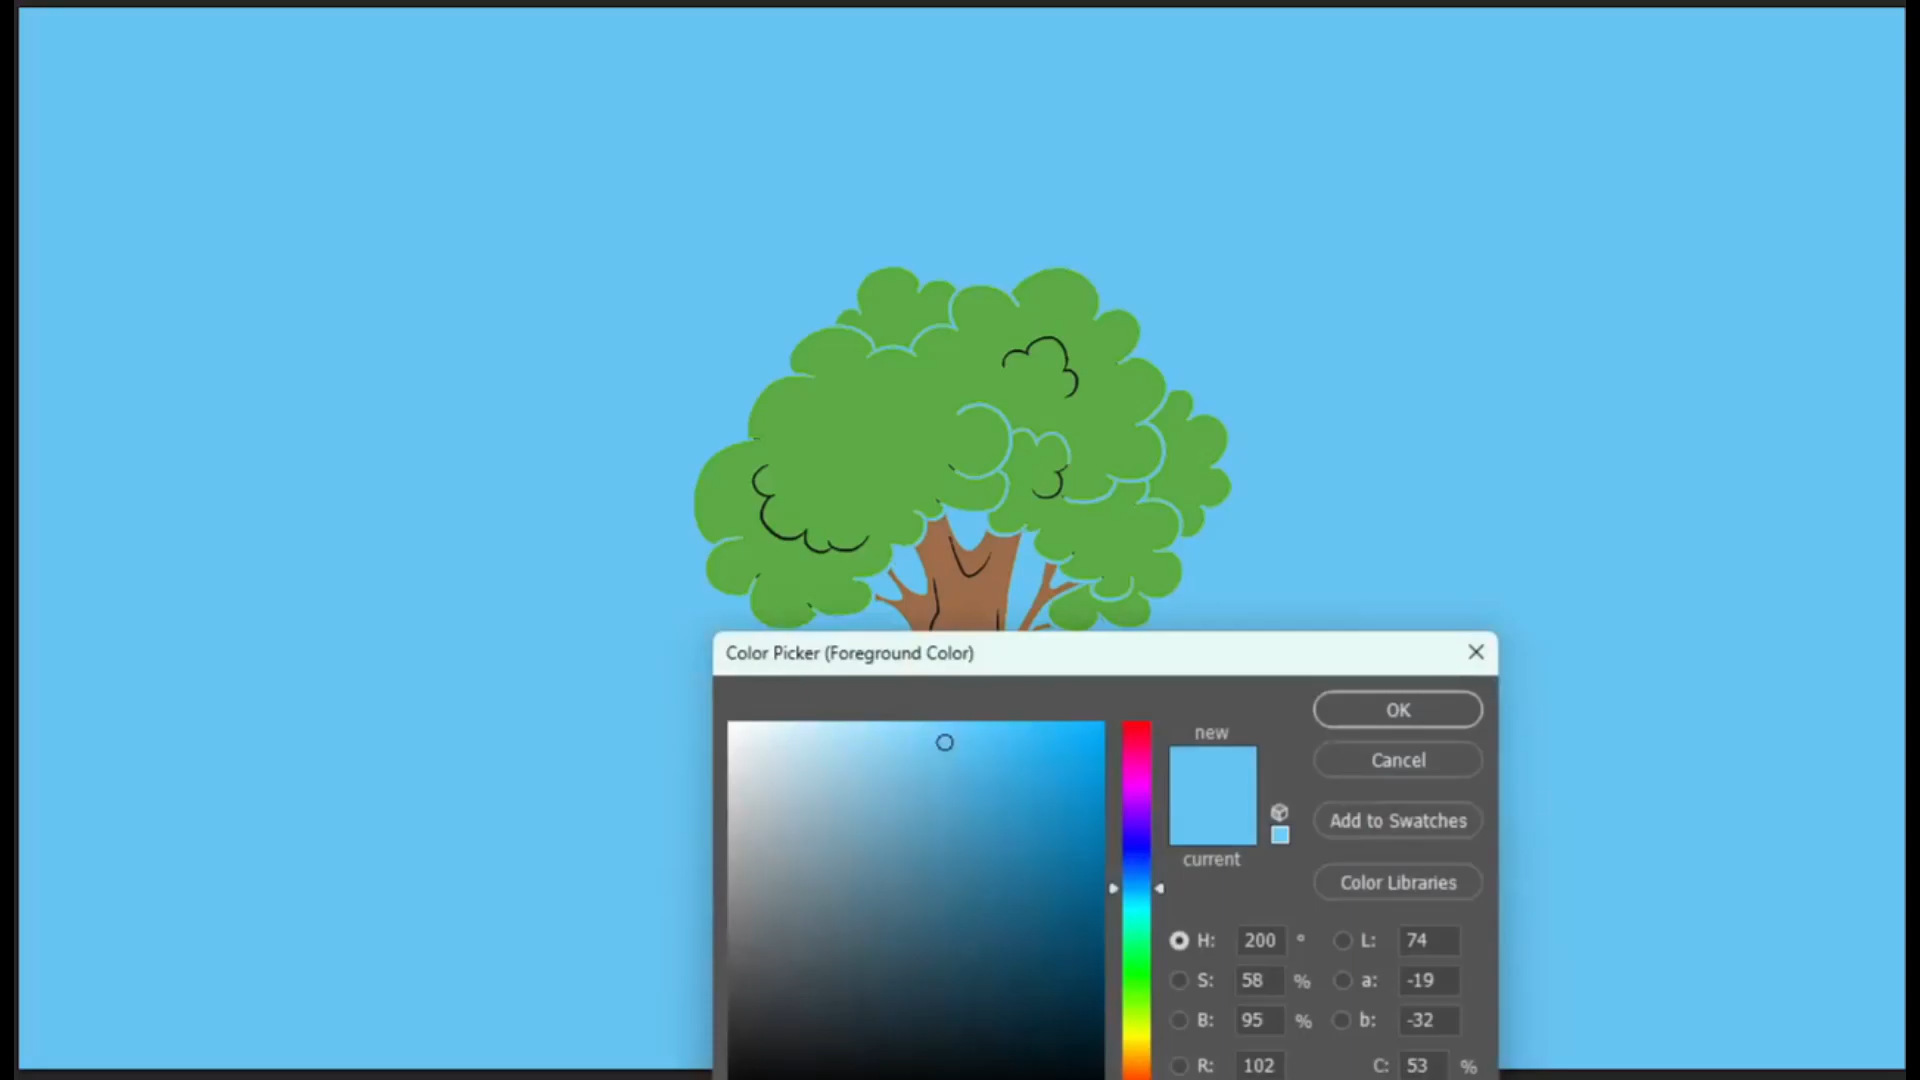 Color Picker (Foreground Color)
OK
new
Cancel
Add to Swatches
current
Color Libraries
H: 200 ° L: 74
S: 58 % a: -19
B: 95 % b: -32
R: 102 C: 53 %